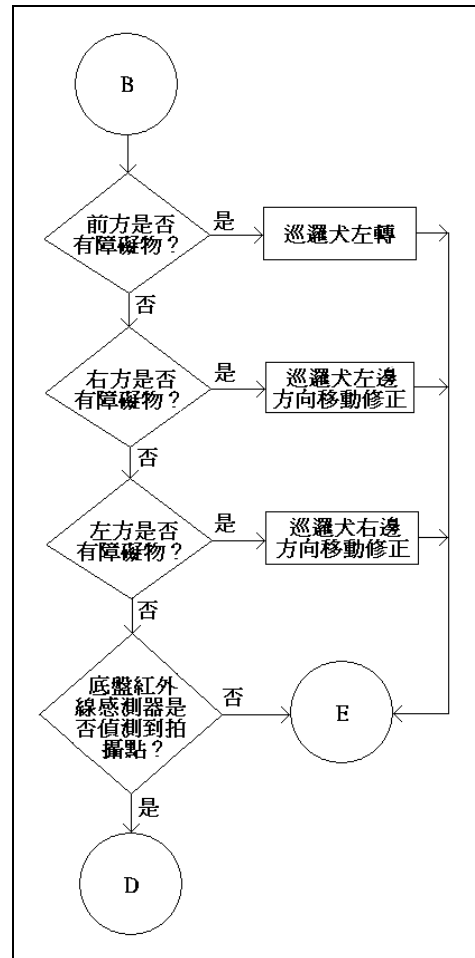 B
前方是否
有障礙物？
是
巡邏犬左轉
否
右方是否
有障礙物？
是
巡邏犬左邊
方向移動修正
否
左方是否
有障礙物？
是
巡邏犬右邊
方向移動修正
否
底盤紅外
線感測器是
否偵測到拍
攝點？
否
E
是
D